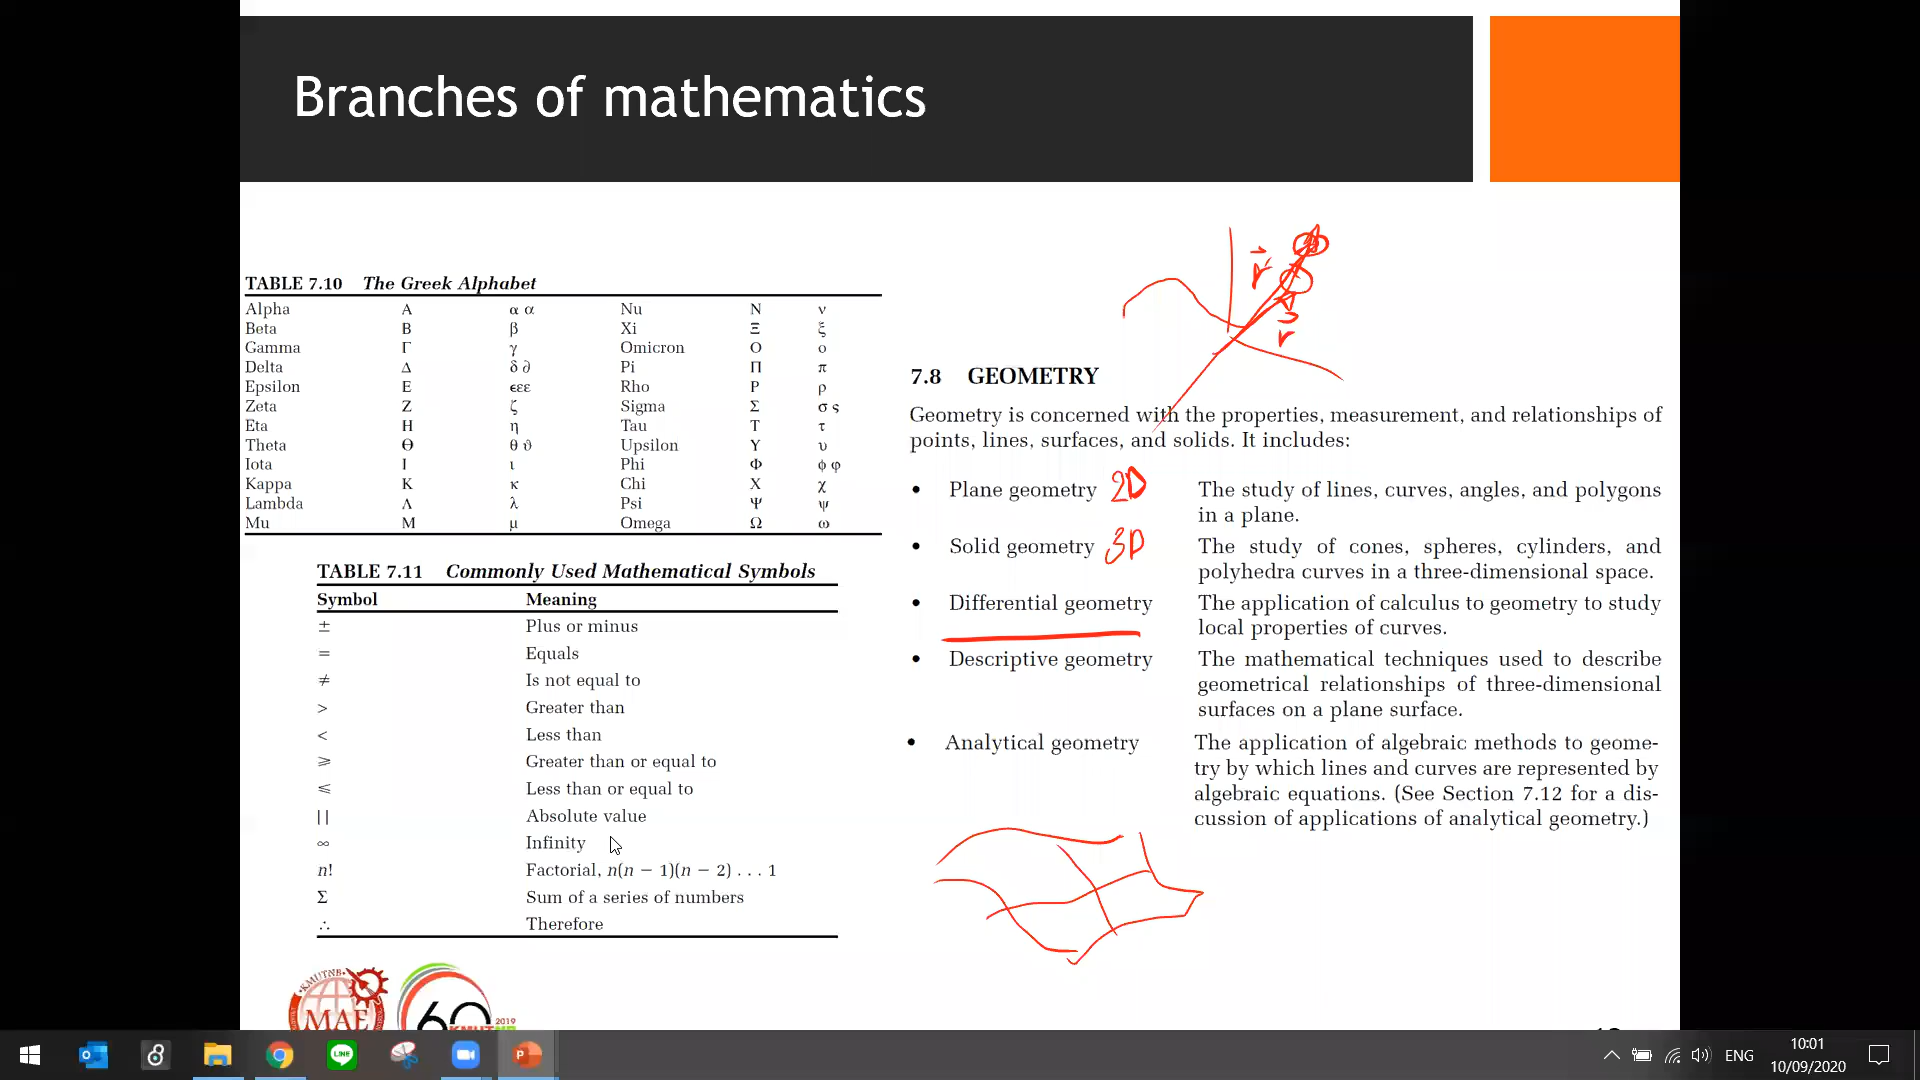 Branches of mathematics
TABLE 7.10 The Greek Alphabet
Alpha Α α α Nu Ν ν
Beta Β β Xi Ξ ξ
Gamma Γ γ Omicron Ο ο
Delta Δ δ ∂ Pi Π π
Epsilon Ε ϵεε Rho Ρ ρ
Zeta Ζ ζ Sigma Σ σ ς
Eta Η η Tau Τ τ
Theta Θ θ ϑ Upsilon Υ υ
Iota Ι ι Phi Φ ϕ φ
Kappa Κ κ Chi Χ χ
Lambda Λ λ Psi Ψ ψ
Mu Μ μ Omega Ω ω
TABLE 7.11 Commonly Used Mathematical Symbols
Symbol Meaning
± Plus or minus
= Equals
≠ Is not equal to
> Greater than
< Less than
⩾ Greater than or equal to
⩽ Less than or equal to
| | Absolute value
∞ Infinity
n! Factorial, n(n − 1)(n − 2) . . . 1
Σ Sum of a series of numbers
∴ Therefore
KMUTNB
MAE
60
2019
r
r
7.8 GEOMETRY
Geometry is concerned with the properties, measurement, and relationships of
points, lines, surfaces, and solids. It includes:
• Plane geometry 2D The study of lines, curves, angles, and polygons
in a plane.
• Solid geometry 3D The study of cones, spheres, cylinders, and
polyhedra curves in a three-dimensional space.
• Differential geometry The application of calculus to geometry to study
local properties of curves.
• Descriptive geometry The mathematical techniques used to describe
geometrical relationships of three-dimensional
surfaces on a plane surface.
• Analytical geometry The application of algebraic methods to geome-
try by which lines and curves are represented by
algebraic equations. (See Section 7.12 for a dis-
cussion of applications of analytical geometry.)
LINE
ENG
10:01
10/09/2020